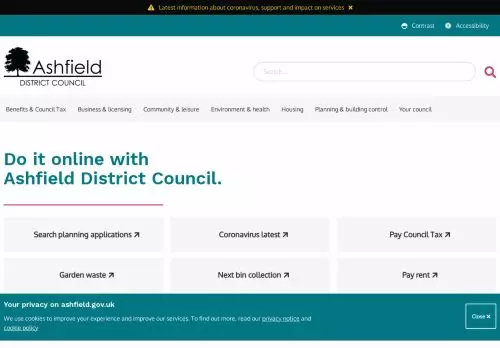 Latest information about coronavirus, support and impact on services
Contrast Accessibility
Ashfield
DISTRICT COUNCIL
Search...
Benefits & Council Tax Business & licensing Community & leisure Environment & health Housing Planning & building control Your council
Do it online with
Ashfield District Council.
Search planning applications Coronavirus latest Pay Council Tax
Garden waste Next bin collection Pay rent
Your privacy on ashfield.gov.uk
We use cookies to improve your experience and improve our services. To find out more, read our privacy notice and
cookie policy
Close ×